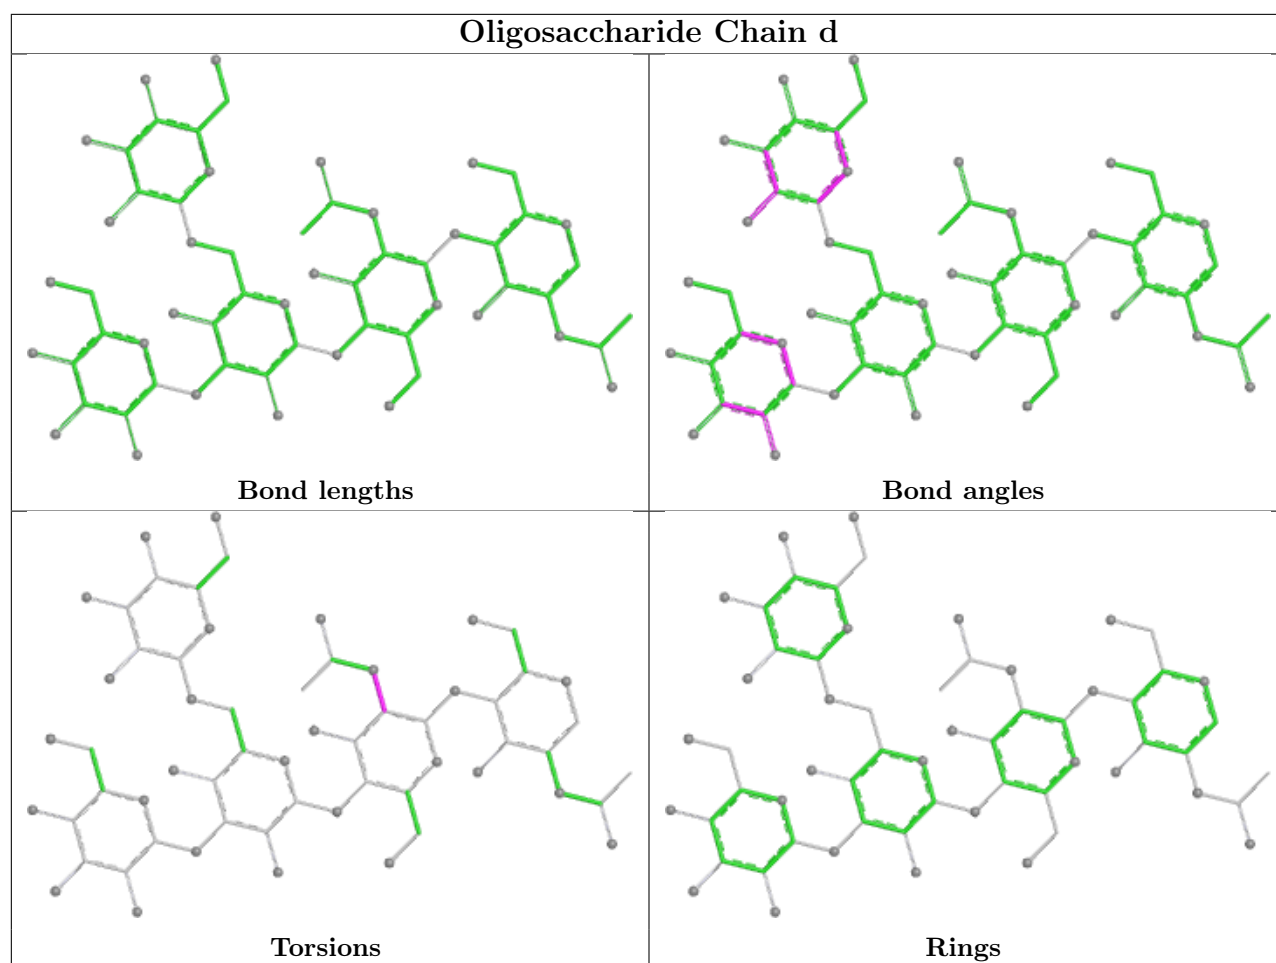 Oligosaccharide Chain d
Bond lengths
Bond angles
Torsions
Rings